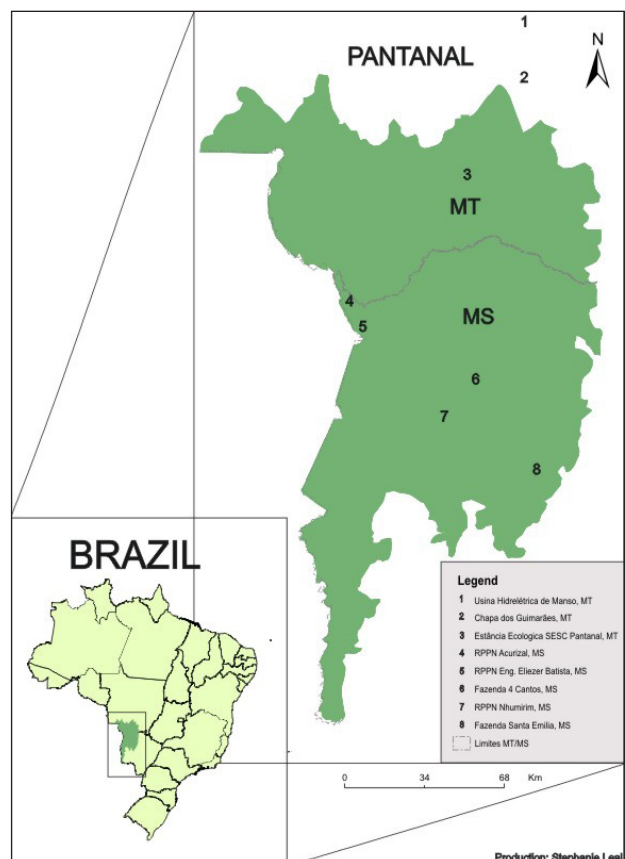 1
PANTANAL
N
2
3
MT
4
MS
5
6
7
8
BRAZIL
Legend
1 Usina Hidrelétrica de Manso, MT
2 Chapa dos Guimarães, MT
3 Estância Ecologica SESC Pantanal, MT
4 RPPN Acurizal, MS
5 RPPN Eng. Eliezer Batista, MS
6 Fazenda 4 Cantos, MS
7 RPPN Nhumirim, MS
8 Fazenda Santa Emilia, MS
Limites MT/MS
0 34 68 Km
Production: Stephanie Leal